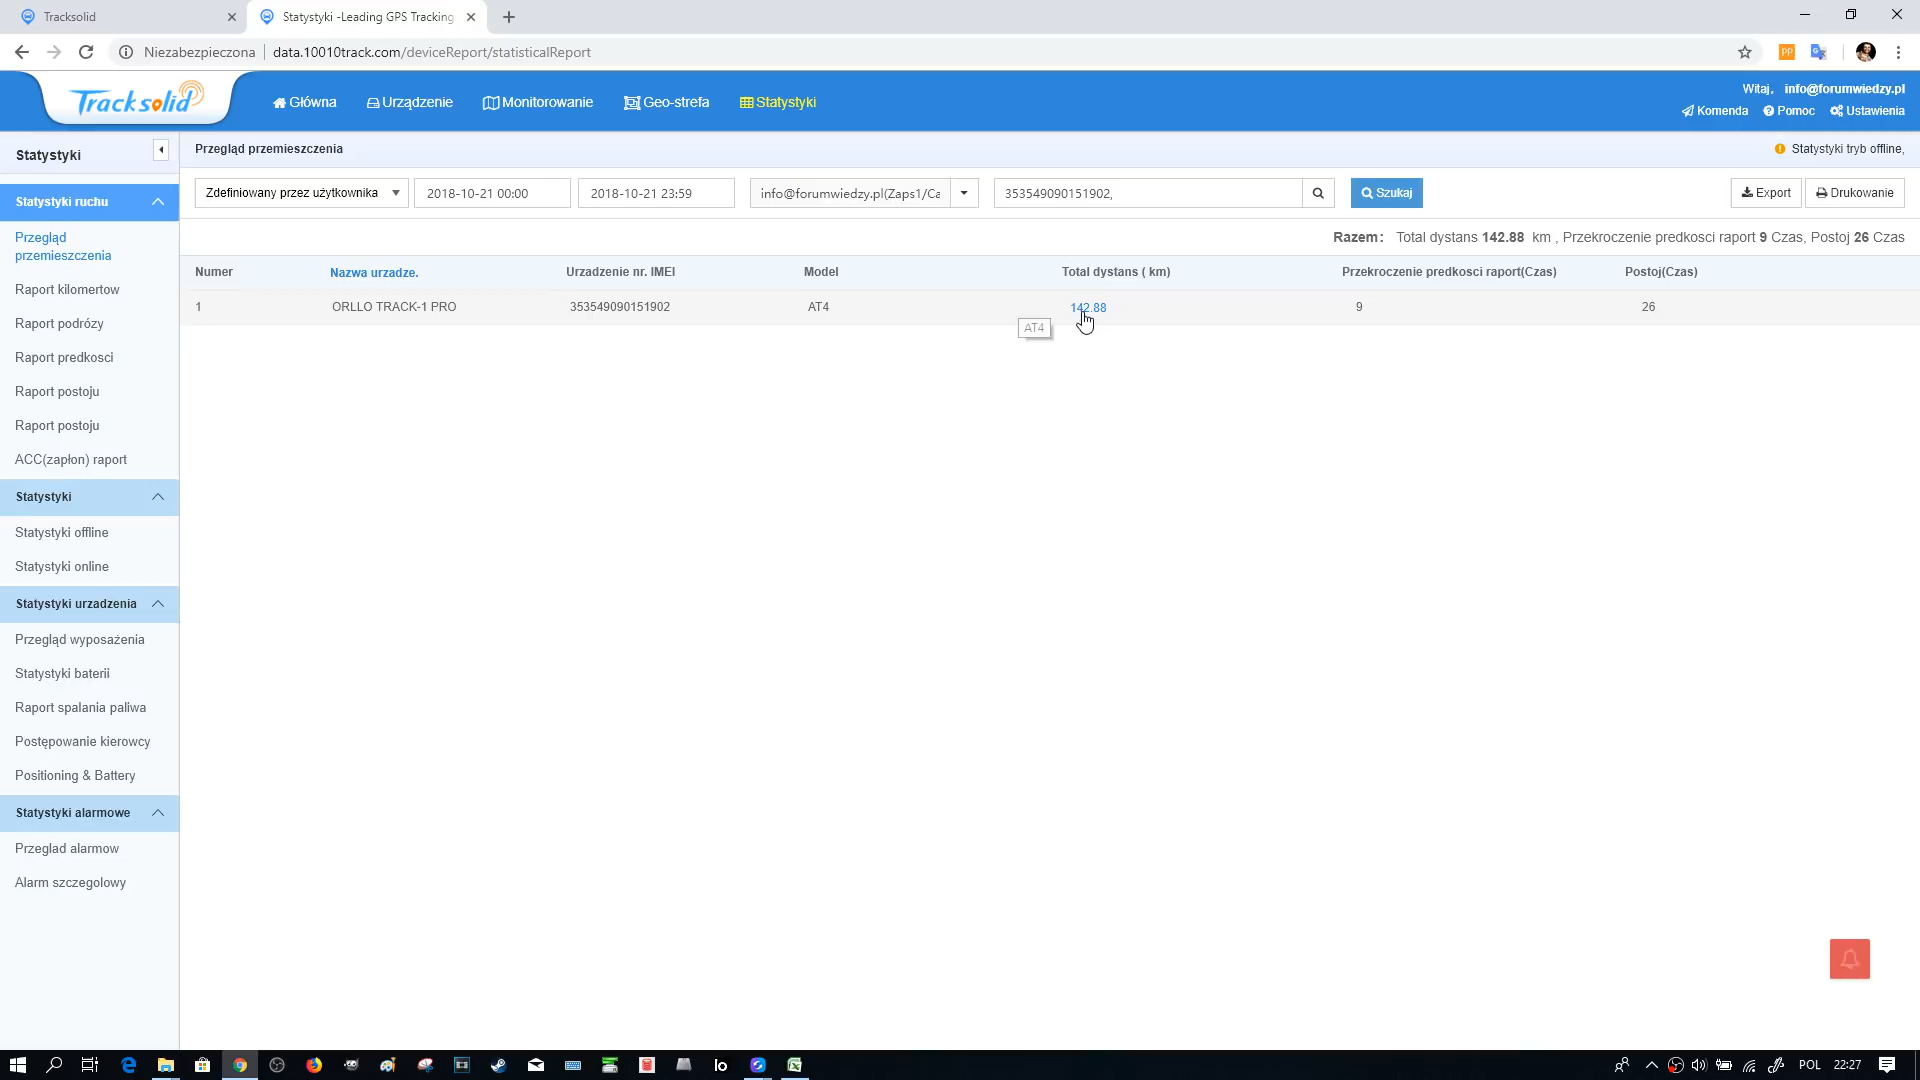 Tracksolid
Statystyki -Leading GPS Tracking
Niezabezpieczona
data.10010track.com/deviceReport/statisticalReport
PP
Tracksolid
Główna
Urządzenie
Monitorowanie
Geo-strefa
Statystyki
Witaj, info@forumwiedzy.pl
Komenda
Pomoc
Ustawienia
Statystyki
Przegląd przemieszczenia
Statystyki tryb offline,
Zdefiniowany przez użytkownika
2018-10-21 00:00
2018-10-21 23:59
info@forumwiedzy.pl(Zaps1/Ca
353549090151902,
Szukaj
Export
Drukowanie
Razem: Total dystans 142.88 km , Przekroczenie predkosci raport 9 Czas, Postoj 26 Czas
Numer
Nazwa urzadze.
Urzadzenie nr. IMEI
Model
Total dystans ( km)
Przekroczenie predkosci raport(Czas)
Postoj(Czas)
1
ORLLO TRACK-1 PRO
353549090151902
AT4
142.88
9
26
AT4
Statystyki ruchu
Przegląd
przemieszczenia
Raport kilomertow
Raport podrózy
Raport predkosci
Raport postoju
Raport postoju
ACC(zapłon) raport
Statystyki
Statystyki offline
Statystyki online
Statystyki urzadzenia
Przegląd wyposażenia
Statystyki baterii
Raport spalania paliwa
Postępowanie kierowcy
Positioning & Battery
Statystyki alarmowe
Przeglad alarmow
Alarm szczegolowy
POL
22:27